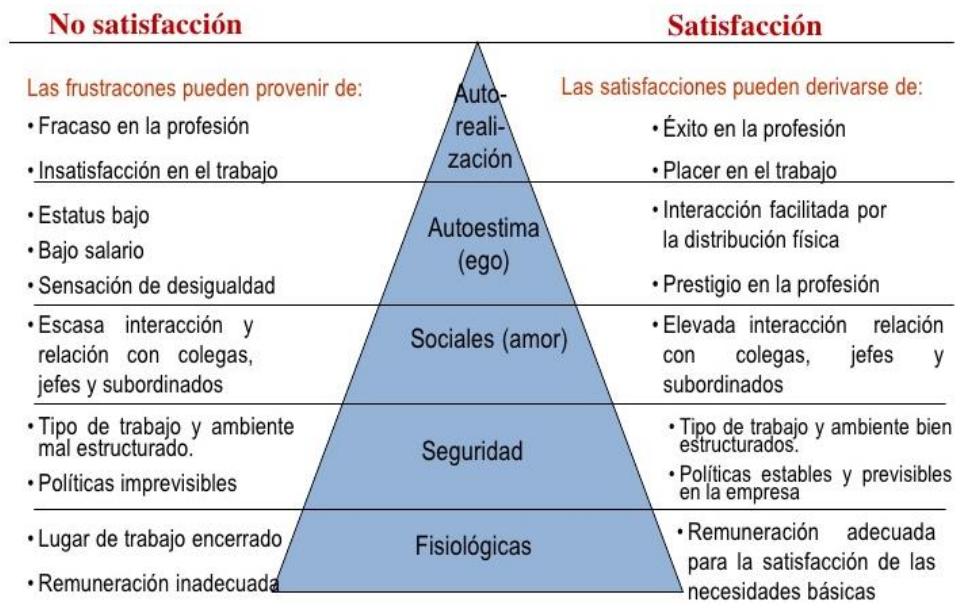 No satisfacción
Satisfacción
Las frustracones pueden provenir de:
• Fracaso en la profesión
• Insatisfacción en el trabajo
Auto-
reali-
zación
Las satisfacciones pueden derivarse de:
• Éxito en la profesión
• Placer en el trabajo
• Estatus bajo
• Bajo salario
• Sensación de desigualdad
Autoestima
(ego)
• Interacción facilitada por
la distribución física
• Prestigio en la profesión
• Escasa interacción y
relación con colegas,
jefes y subordinados
Sociales (amor)
• Elevada interacción relación
con colegas, jefes y
subordinados
• Tipo de trabajo y ambiente
mal estructurado.
• Políticas imprevisibles
Seguridad
• Tipo de trabajo y ambiente bien
estructurados.
• Políticas estables y previsibles
en la empresa
• Lugar de trabajo encerrado
• Remuneración inadecuada
Fisiológicas
• Remuneración adecuada
para la satisfacción de las
necesidades básicas